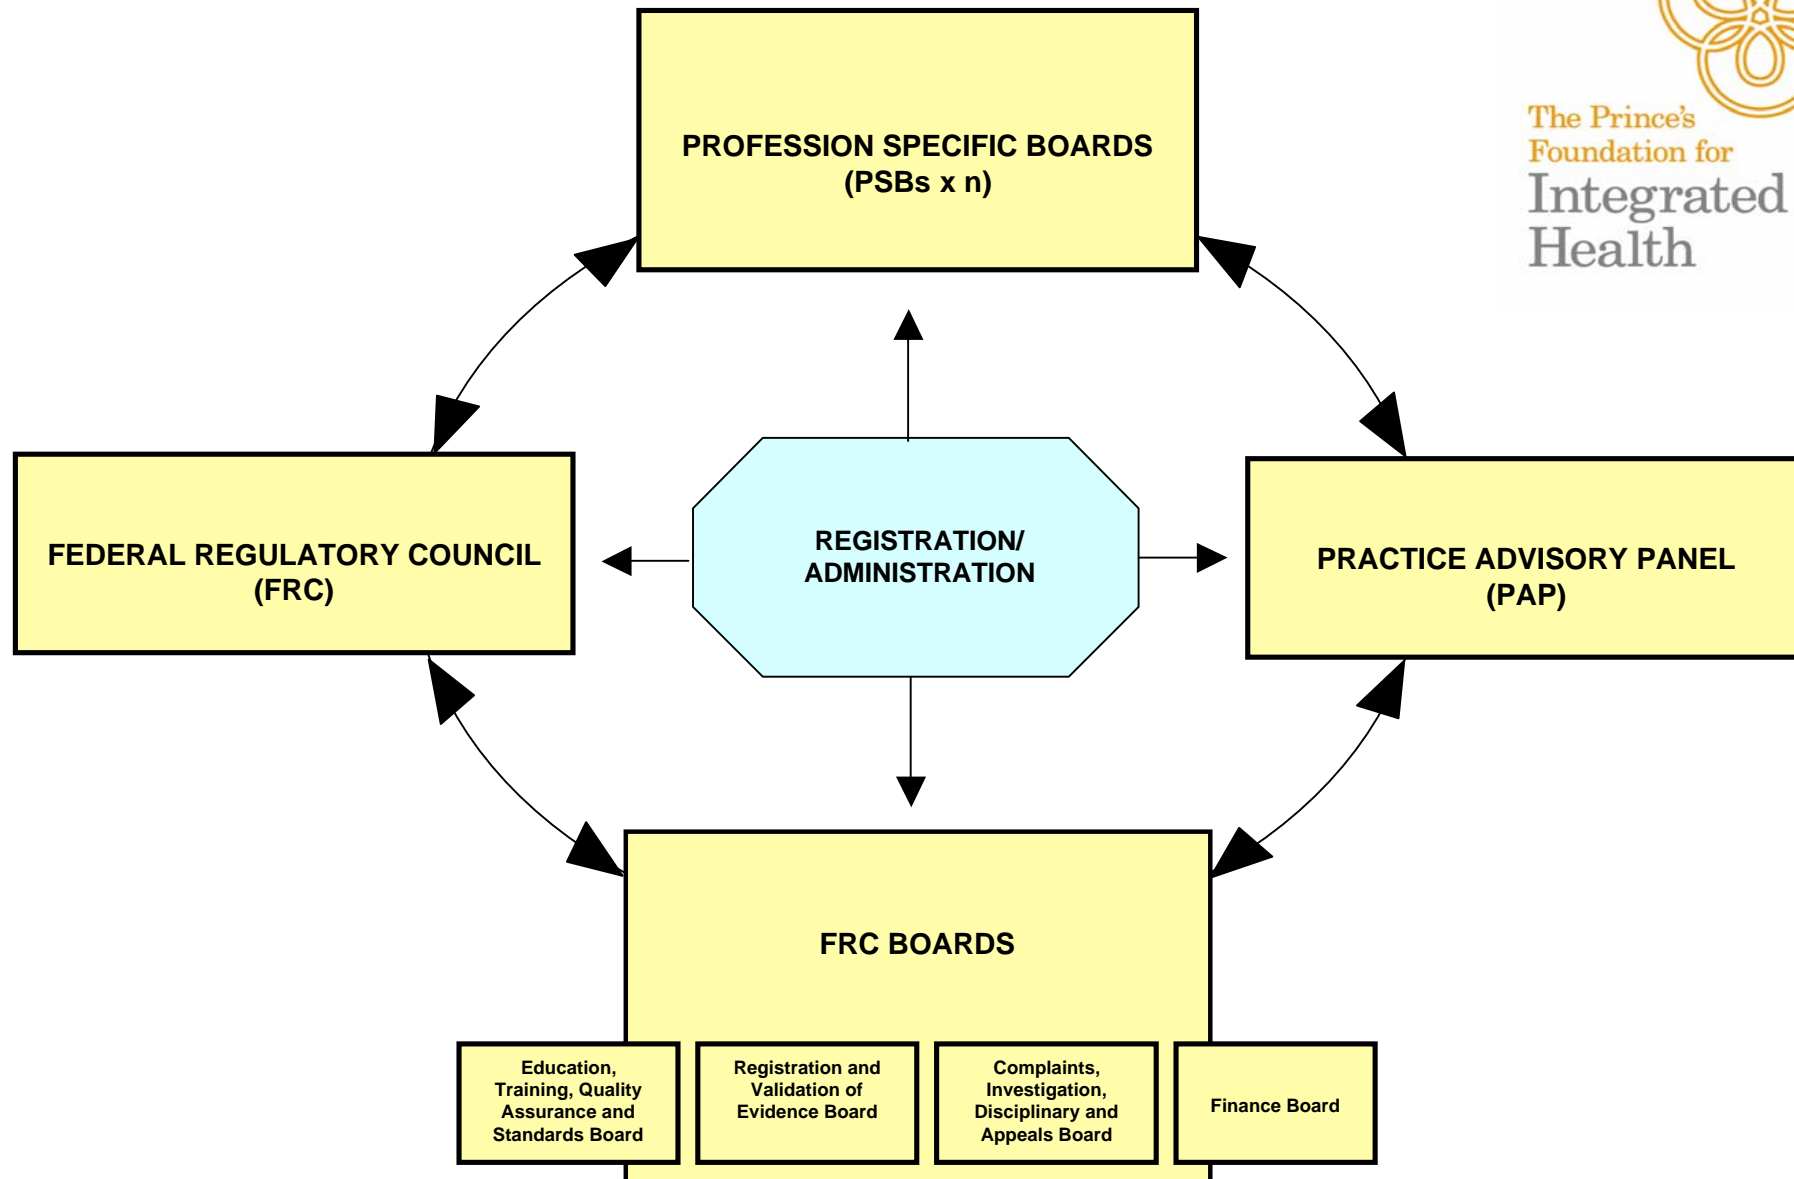 PROFESSION SPECIFIC BOARDS
(PSBs x n)
The Prince's
Foundation for
Integrated
Health
FEDERAL REGULATORY COUNCIL
(FRC)
REGISTRATION/
ADMINISTRATION
PRACTICE ADVISORY PANEL
(PAP)
FRC BOARDS
Education,
Training, Quality
Assurance and
Standards Board
Registration and
Validation of
Evidence Board
Complaints,
Investigation,
Disciplinary and
Appeals Board
Finance Board